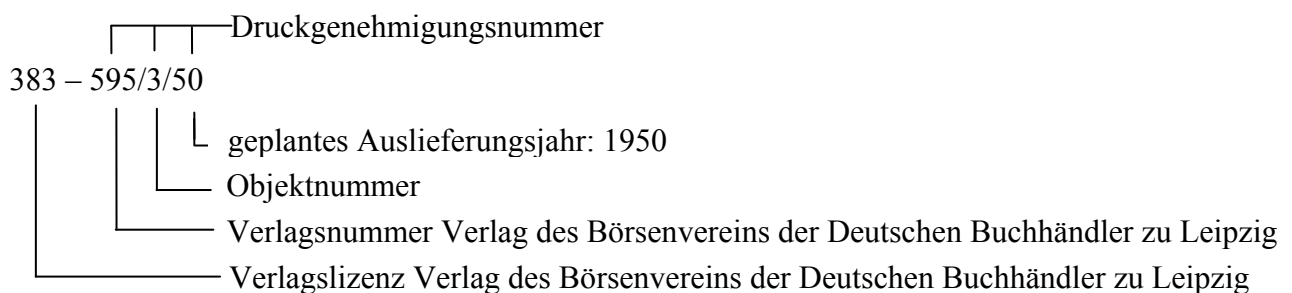 Druckgenehmigungsnummer
383 – 595/3/50
geplantes Auslieferungsjahr: 1950
Objektnummer
Verlagsnummer Verlag des Börsenvereins der Deutschen Buchhändler zu Leipzig
Verlagslizenz Verlag des Börsenvereins der Deutschen Buchhändler zu Leipzig